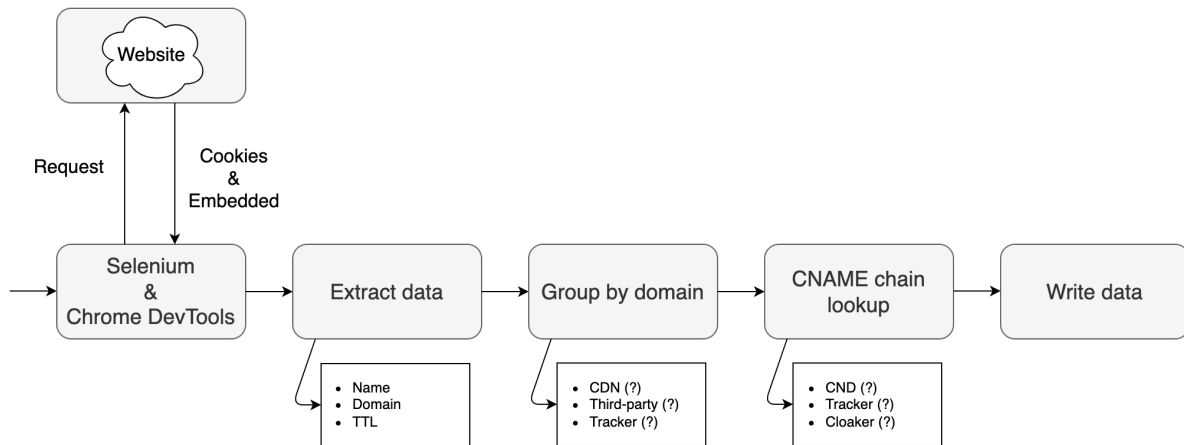 Website
Request
Cookies
&
Embedded
Selenium
&
Chrome DevTools
Extract data
Group by domain
CNAME chain
lookup
Write data
• Name
• Domain
• TTL
• CDN (?)
• Third-party (?)
• Tracker (?)
• CND (?)
• Tracker (?)
• Cloaker (?)